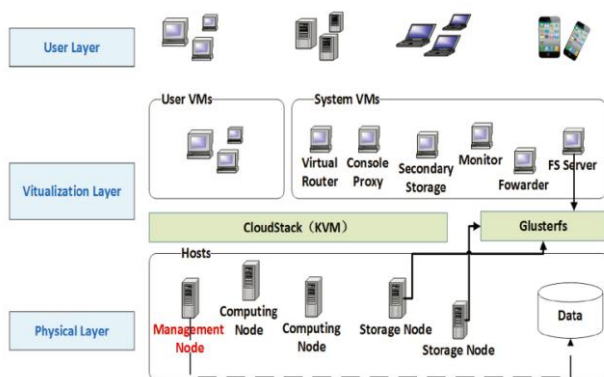 User Layer
User VMs
System VMs
Virtual
Router
Console
Proxy
Secondary
Storage
Monitor
Fowarder
FS Server
Vitualization Layer
CloudStack（KVM）
Glusterfs
Hosts
Physical Layer
Management
Node
Computing
Node
Computing
Node
Storage Node
Storage Node
Data